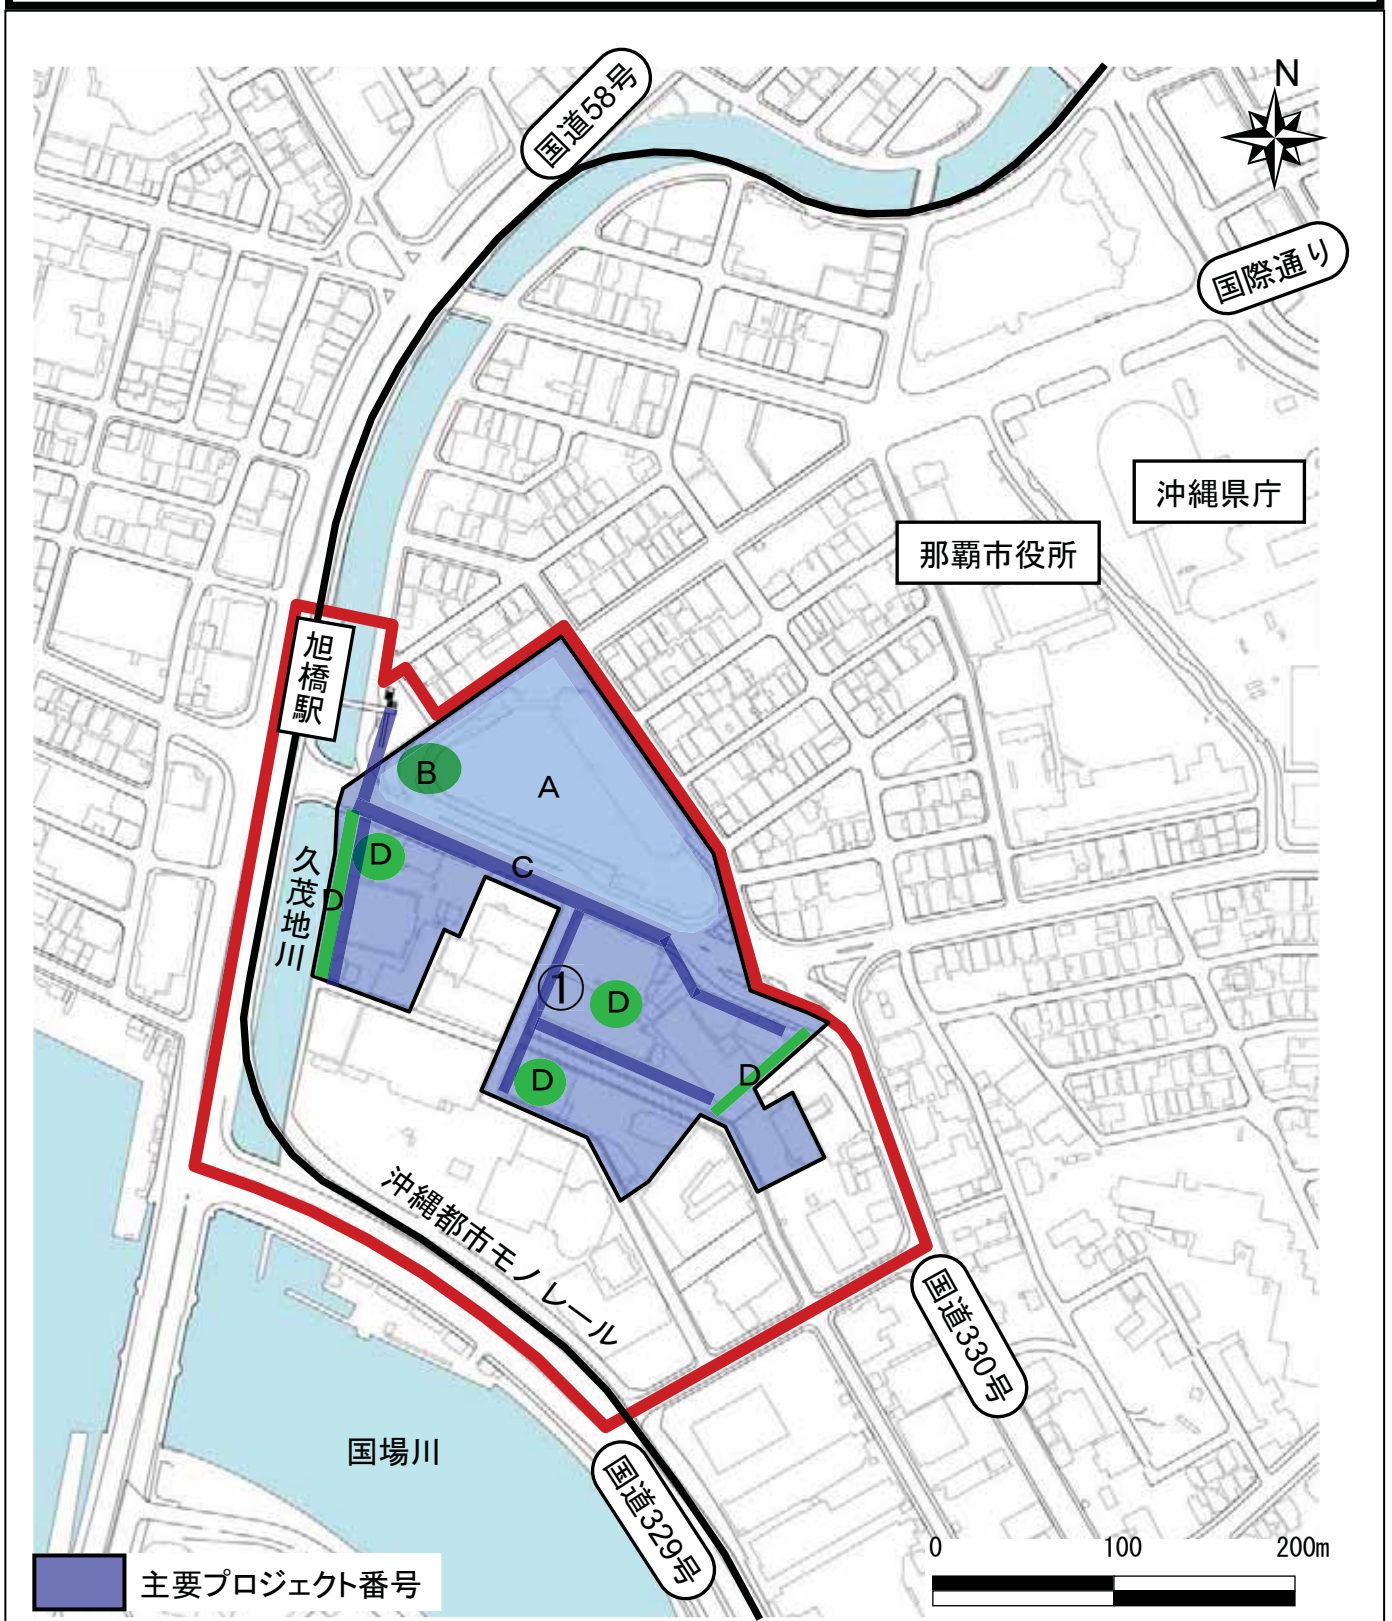 国道58号
N
国際通り
沖縄県庁
那覇市役所
旭橋駅
B
A
D
C
久茂地川
D
①
D
D
D
沖縄都市モノレール
国道330号
国場川
国道329号
0 100 200m
主要プロジェクト番号